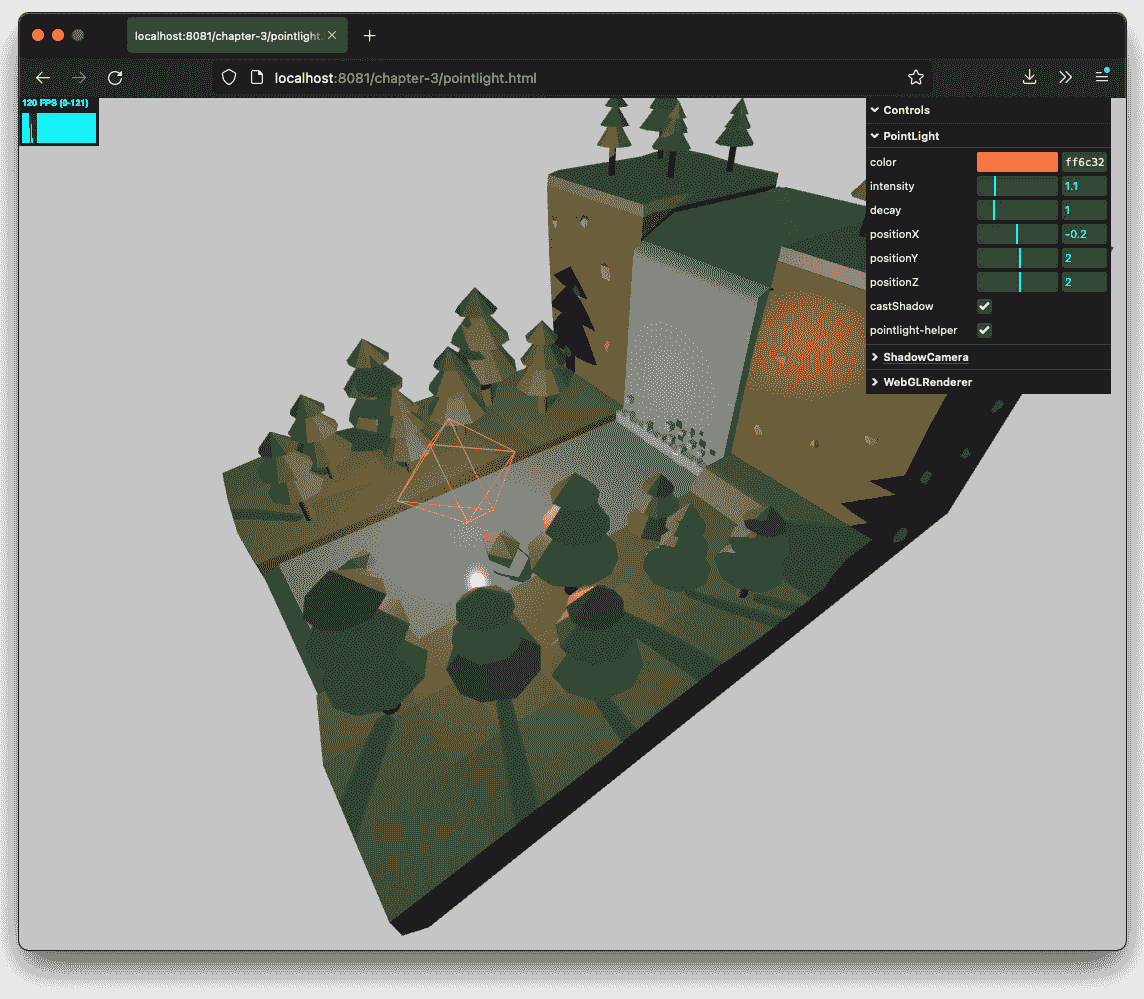 localhost:8081/chapter-3/pointlight.
localhost:8081/chapter-3/pointlight.html
120 FPS (0-121)
Controls
PointLight
color ff6c32
intensity 1.1
decay 1
positionX -0.2
positionY 2
positionZ 2
castShadow
pointlight-helper
ShadowCamera
WebGLRenderer